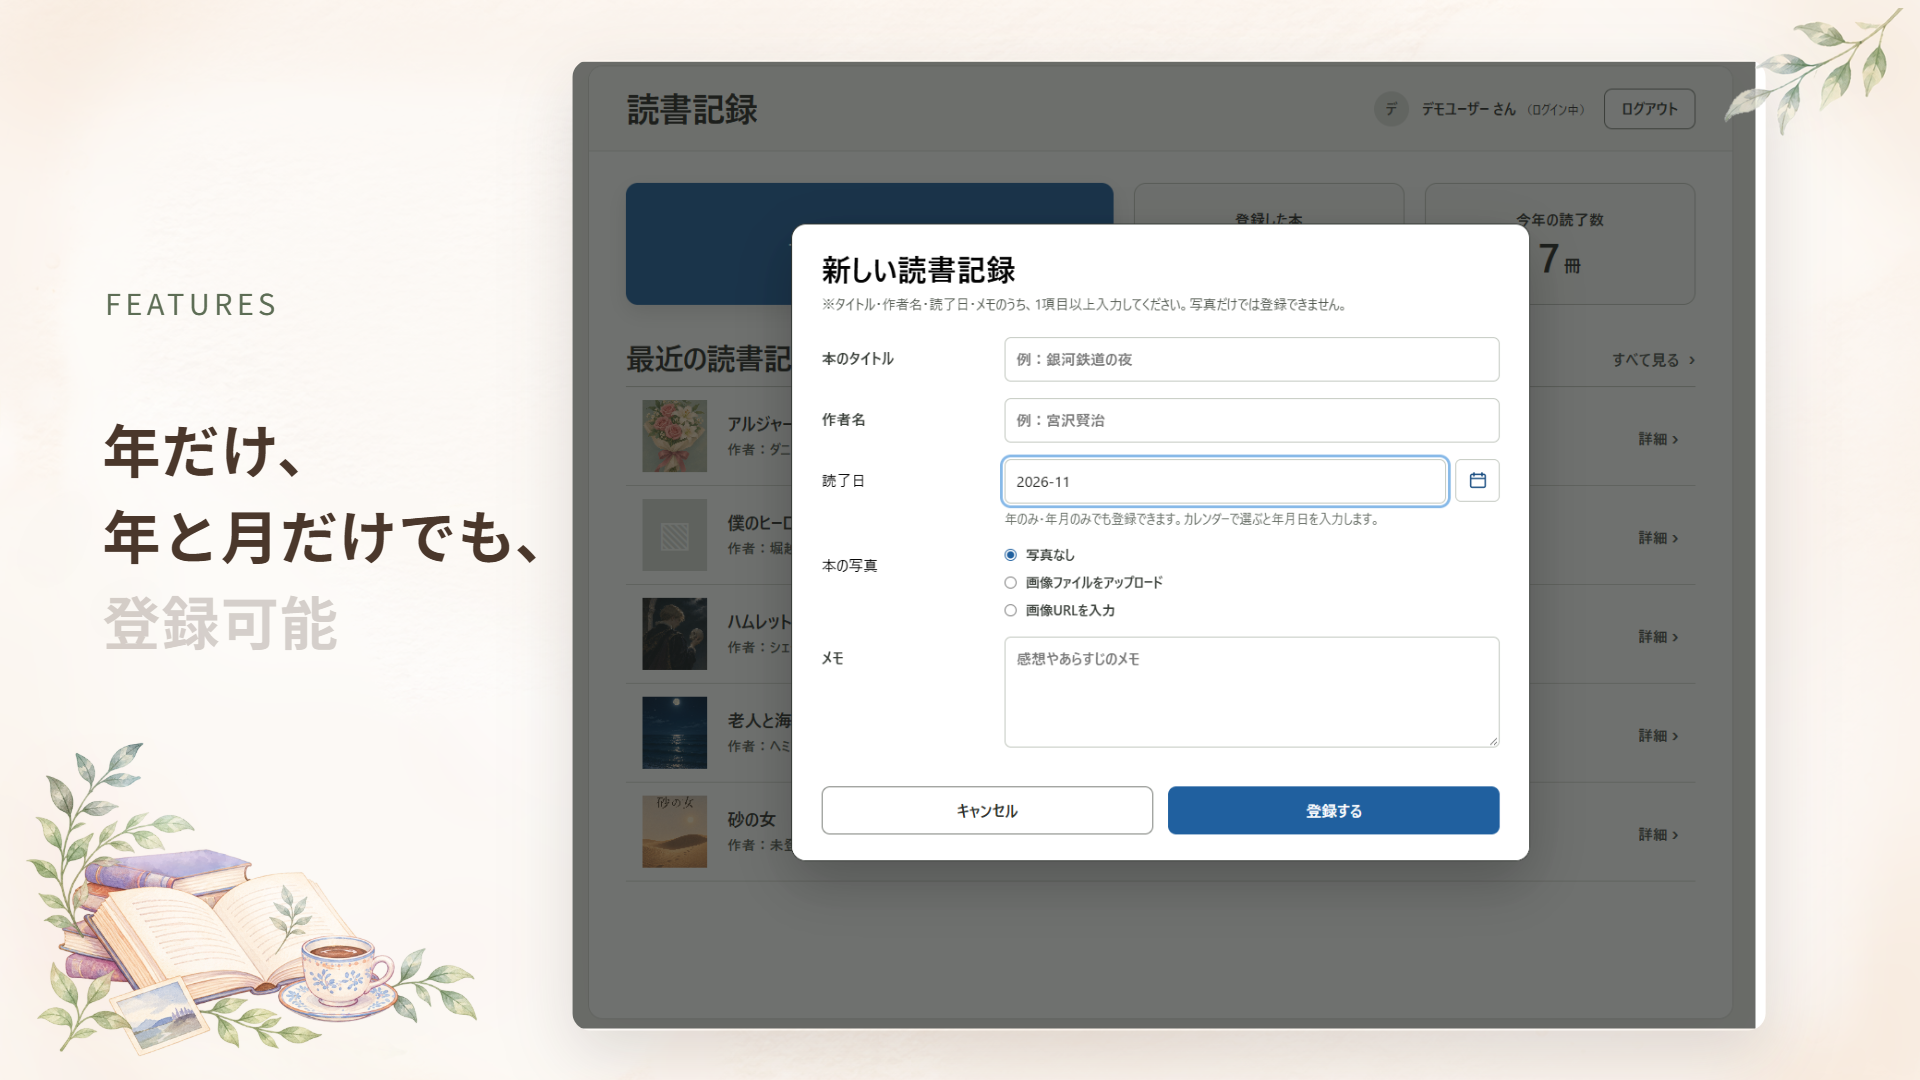 FEATURES
年だけ、
年と月だけでも、
登録可能
読書記録
デ
デモユーザー さん (ログイン中)
ログアウト
登録した本
今年の読了数
7 冊
最近の読書記
すべて見る ›
アルジャー
作者:ダニ
詳細 ›
僕のヒーロ
作者:堀越
詳細 ›
ハムレット
作者:シェ
詳細 ›
老人と海
作者:ヘミ
詳細 ›
砂の女
砂の女
作者:未登
詳細 ›
新しい読書記録
※タイトル・作者名・読了日・メモのうち、1項目以上入力してください。写真だけでは登録できません。
本のタイトル
例:銀河鉄道の夜
作者名
例:宮沢賢治
読了日
2026-11
年のみ・年月のみでも登録できます。カレンダーで選ぶと年月日を入力します。
本の写真
写真なし
画像ファイルをアップロード
画像URLを入力
メモ
感想やあらすじのメモ
キャンセル
登録する